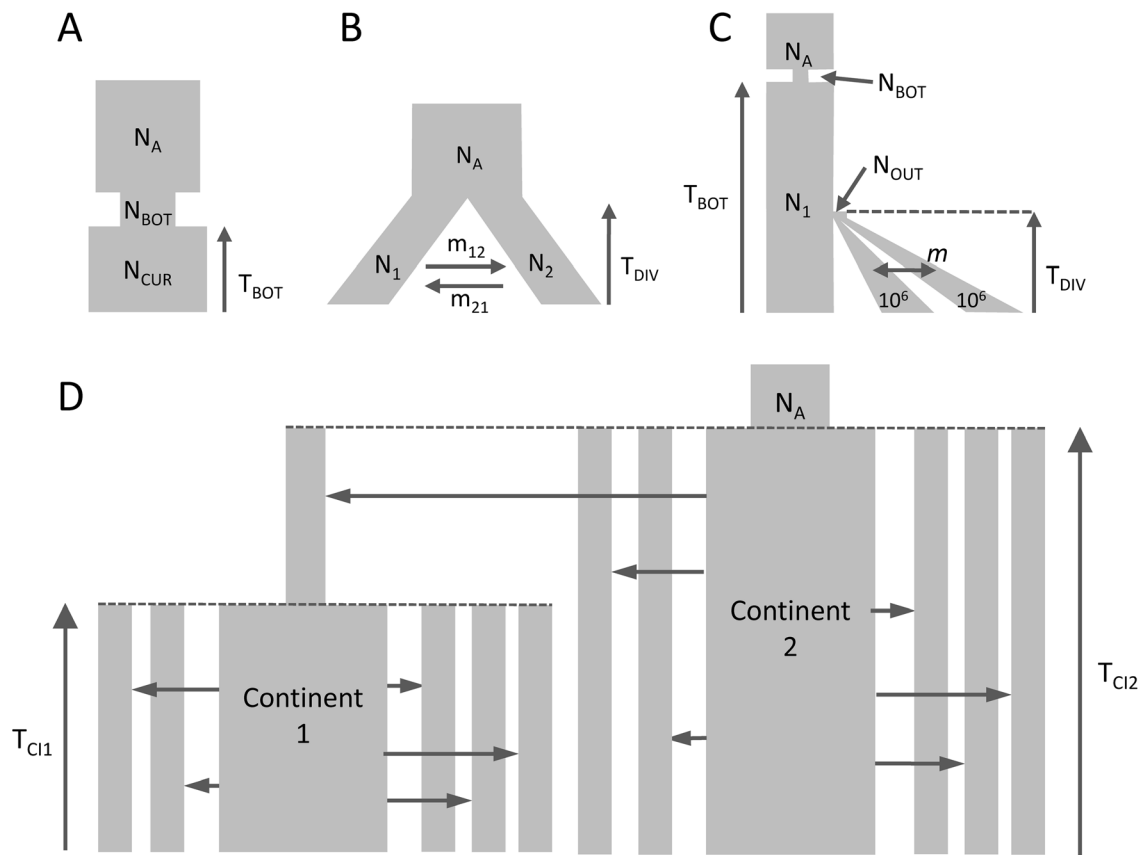 A
N_A
N_BOT
N_CUR
T_BOT
B
N_A
N_1
m_12
m_21
N_2
T_DIV
C
N_A
N_BOT
T_BOT
N_OUT
N_1
m
10^6
10^6
T_DIV
D
N_A
Continent
1
T_CI1
Continent
2
T_CI2